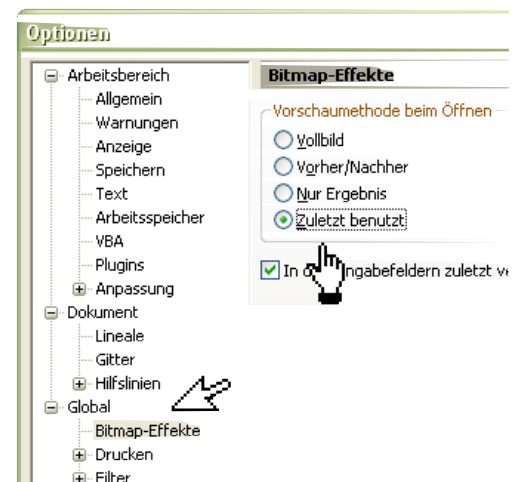 Optionen
Arbeitsbereich
Allgemein
Warnungen
Anzeige
Speichern
Text
Arbeitsspeicher
VBA
Plugins
Anpassung
Dokument
Lineale
Gitter
Hilfslinien
Global
Bitmap-Effekte
Drucken
Filter
Bitmap-Effekte
Vorschaumethode beim Öffnen
Vollbild
Vorher/Nachher
Nur Ergebnis
Zuletzt benutzt
In ngabefeldern zuletzt